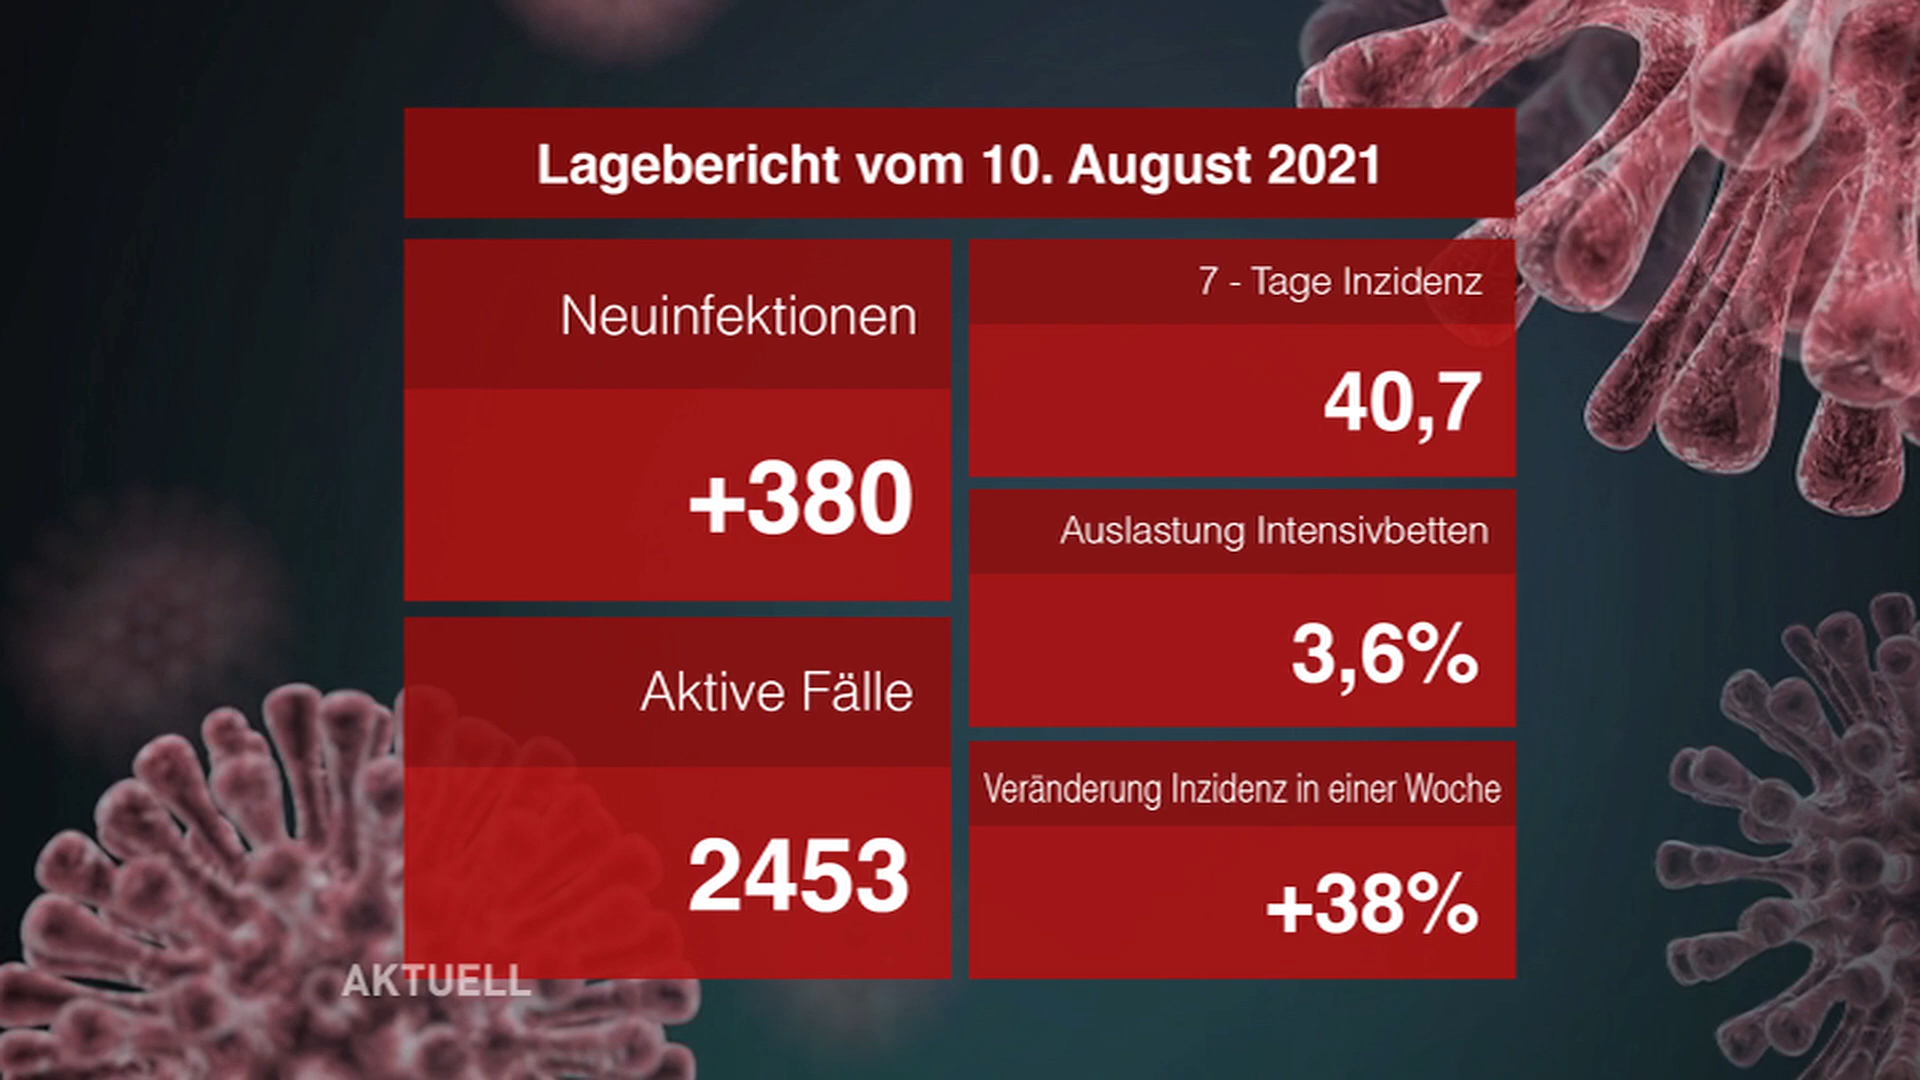 Lagebericht vom 10. August 2021
Neuinfektionen
+380
Aktive Fälle
2453
7 - Tage Inzidenz
40,7
Auslastung Intensivbetten
3,6%
Veränderung Inzidenz in einer Woche
+38%
AKTUELL